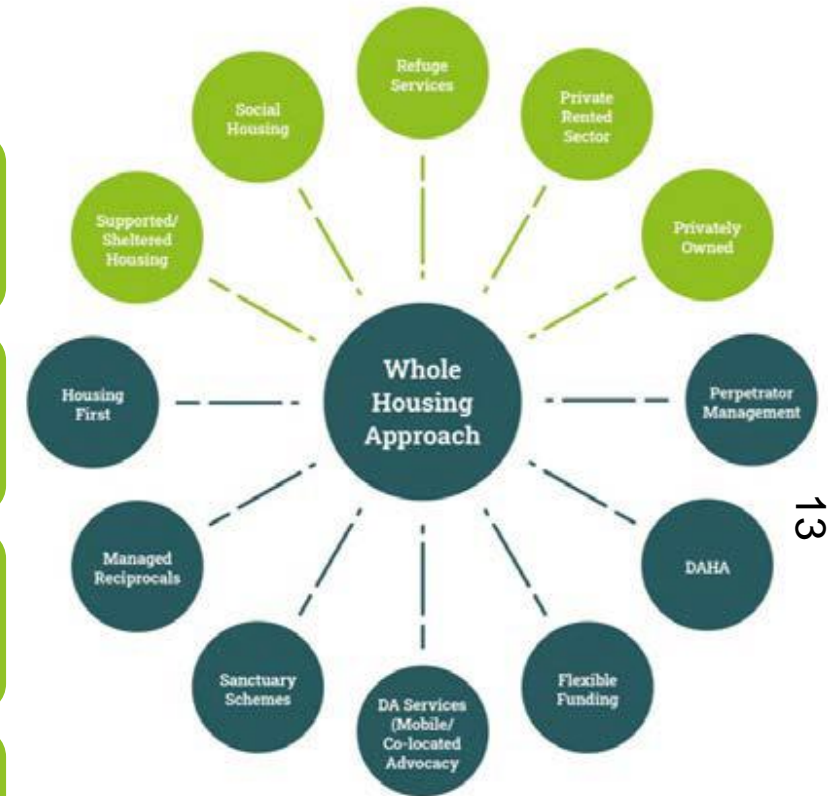 Refuge
Services
Private
Rented
Sector
Privately
Owned
Perpetrator
Management
DAHA
Flexible
Funding
DA Services
(Mobile/
Co-located
Advocacy
Sanctuary
Schemes
Managed
Reciprocals
Housing
First
Supported/
Sheltered
Housing
Social
Housing
Whole
Housing
Approach
13